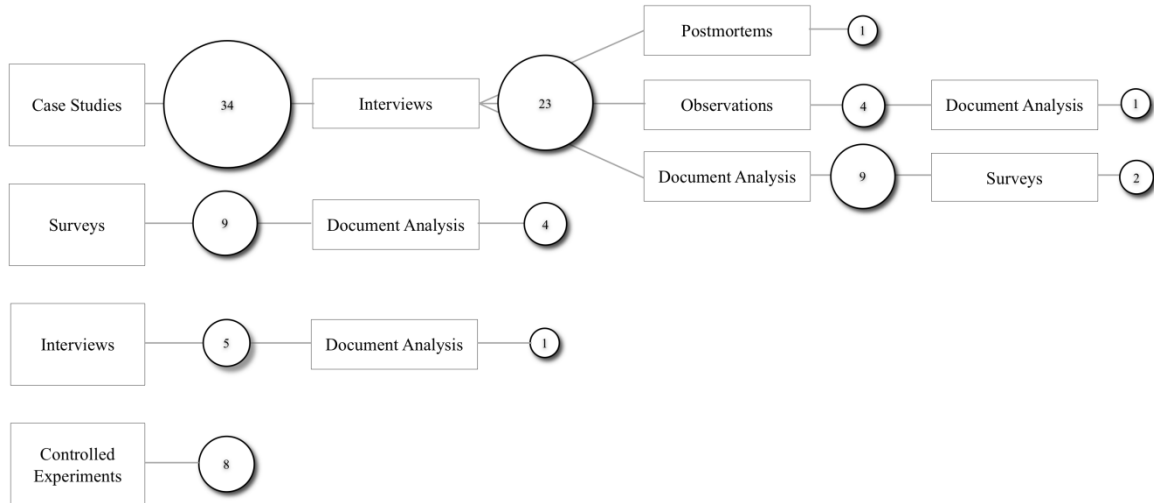 Postmortems
1
Case Studies
34
Interviews
23
Observations
4
Document Analysis
1
Document Analysis
9
Surveys
2
Surveys
9
Document Analysis
4
Interviews
5
Document Analysis
1
Controlled
Experiments
8